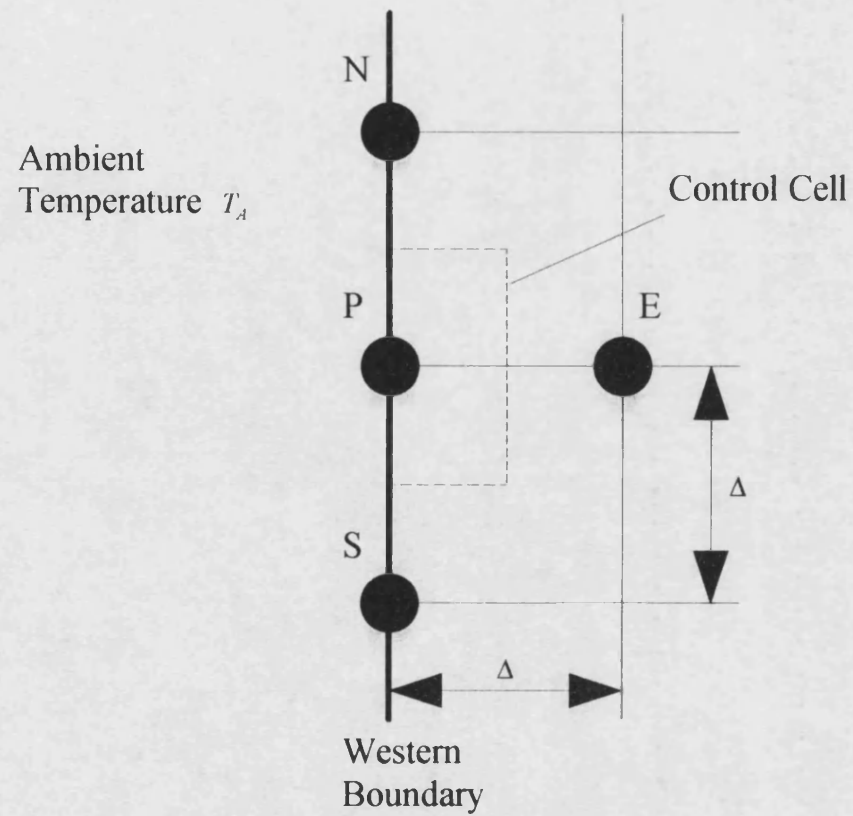 N
Ambient
Temperature T_A
Control Cell
P
E
Δ
S
Δ
Western
Boundary